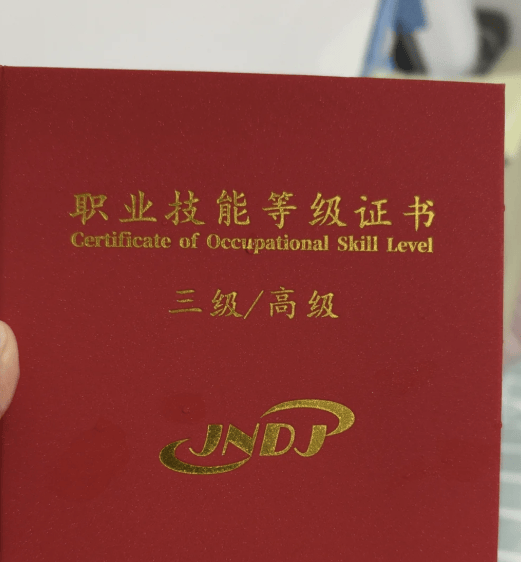 职业技能等级证书
Certificate of Occupational Skill Level
三级/高级
JNDJ